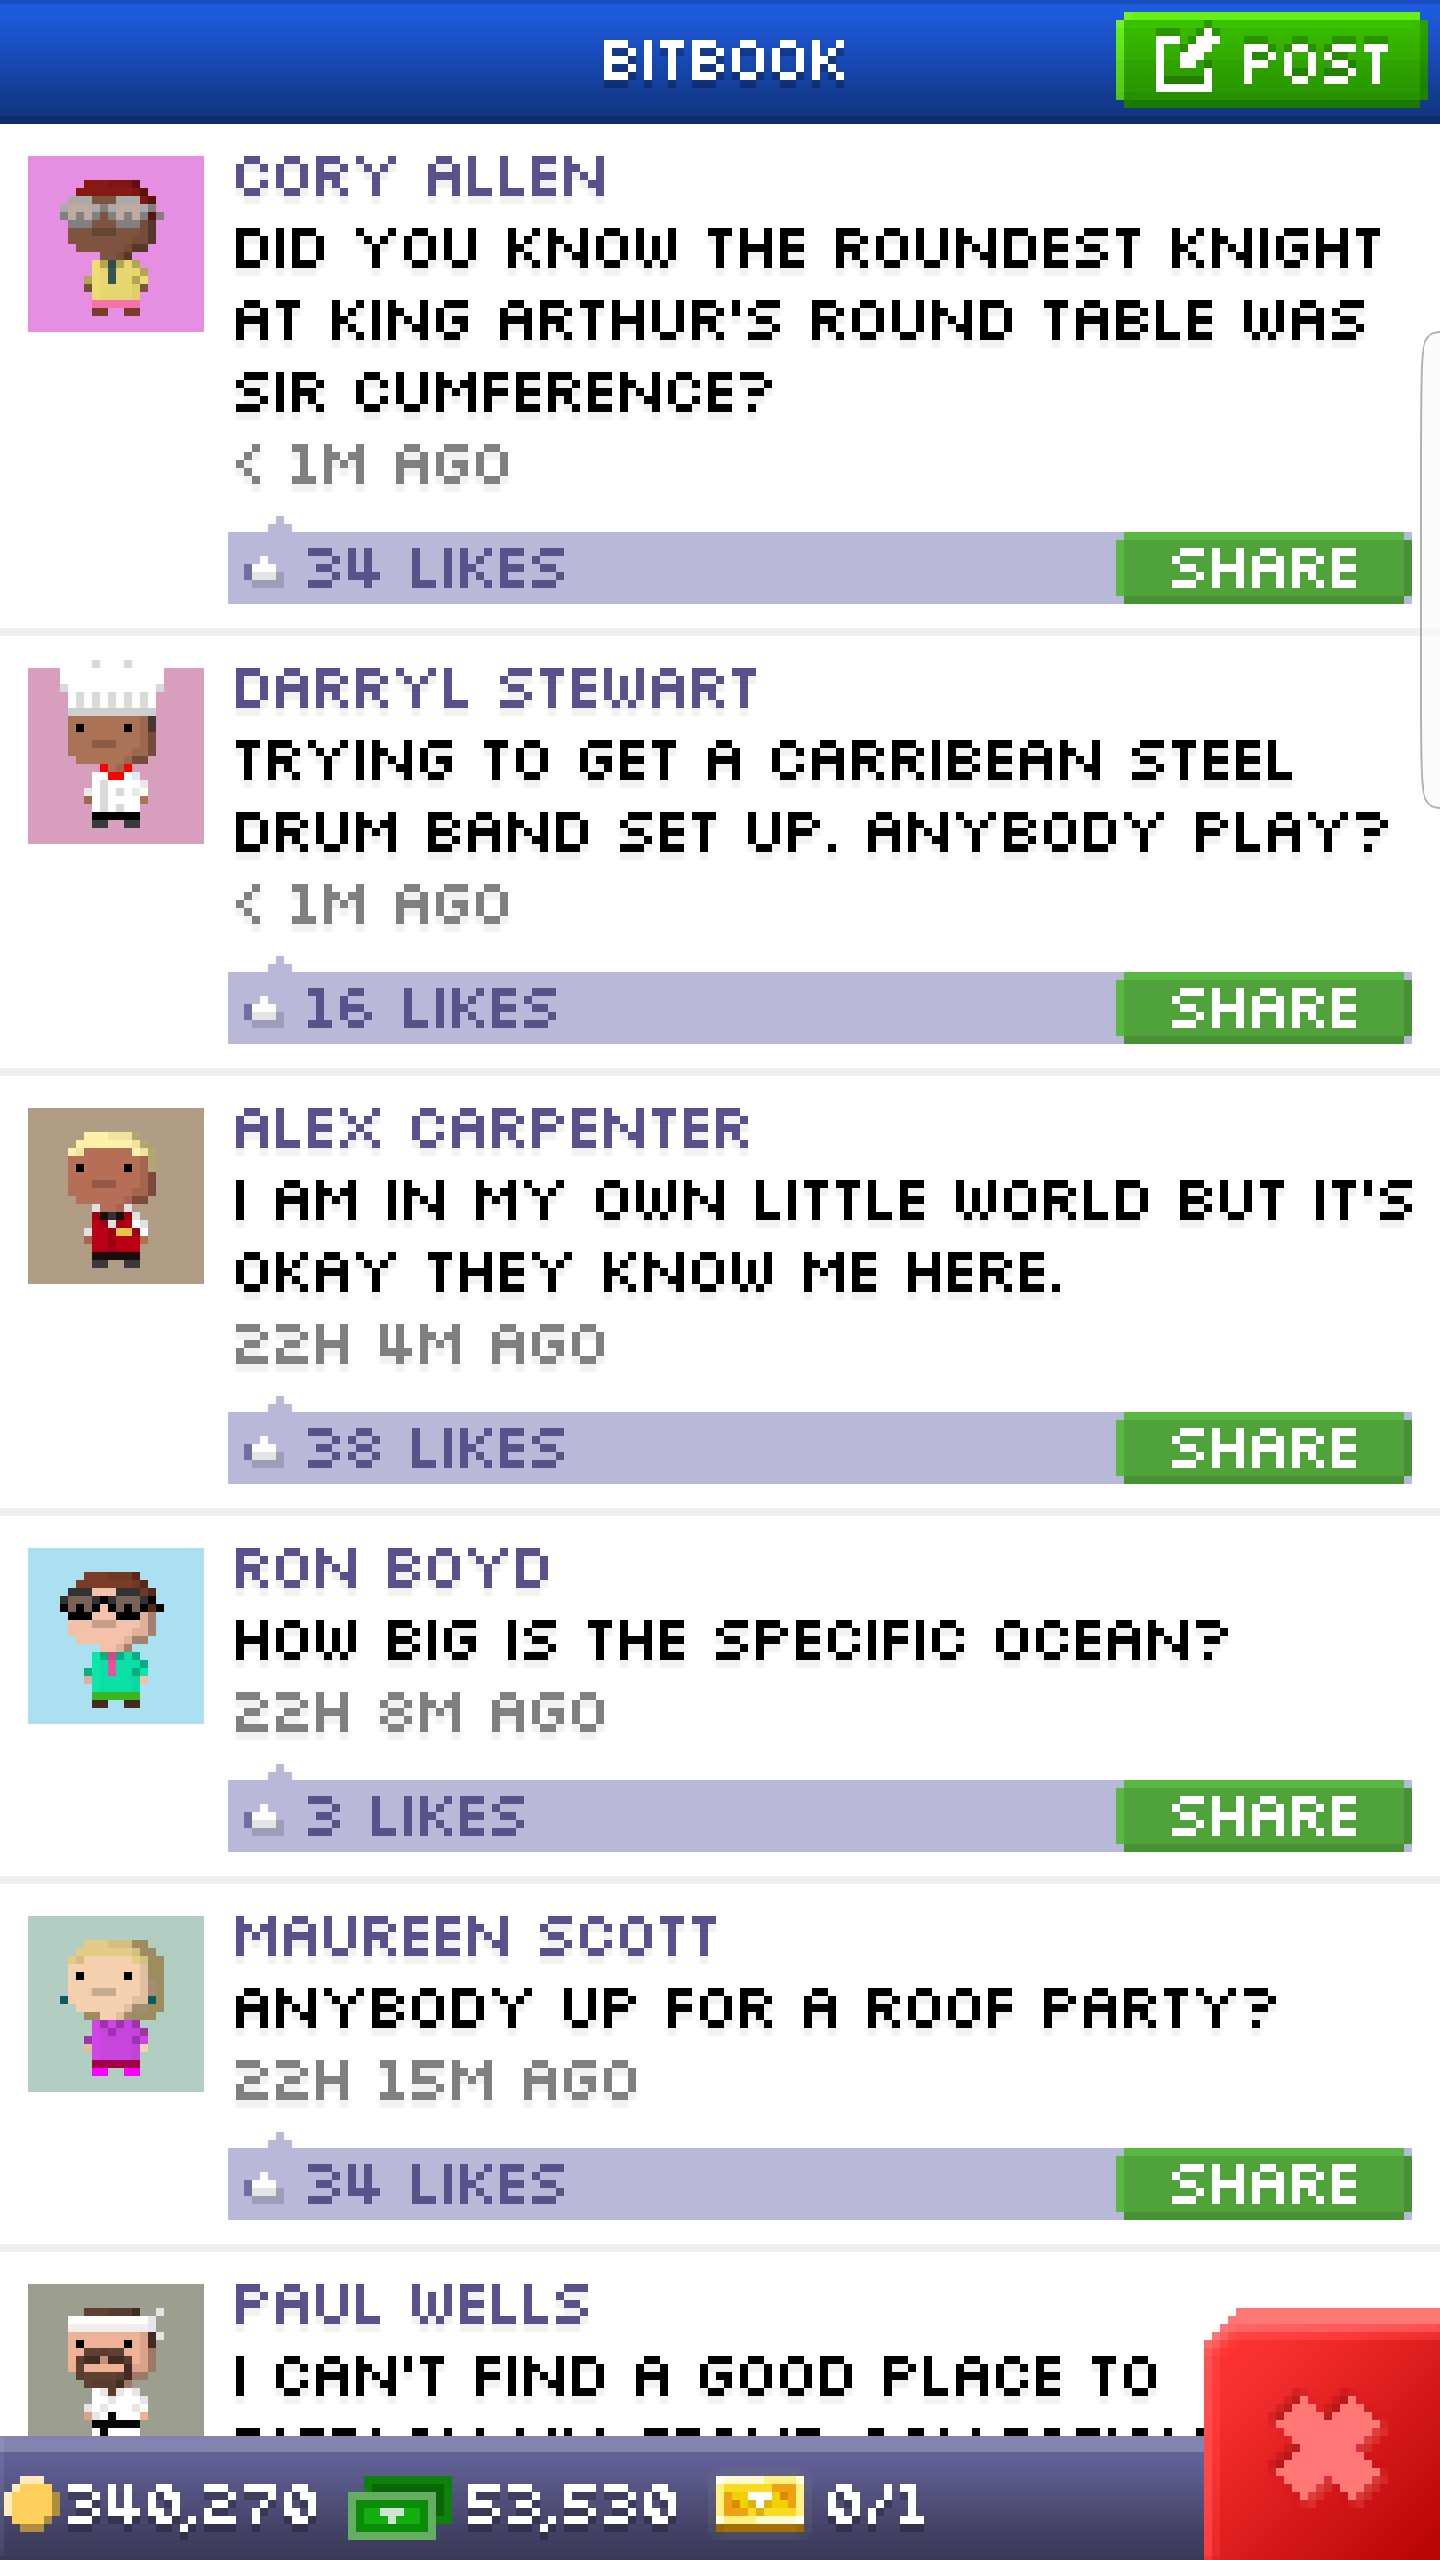 BITBOOK
POST
CORY ALLEN
DID YOU KNOW THE ROUNDEST KNIGHT
AT KING ARTHUR'S ROUND TABLE WAS
SIR CUMFERENCE?
< 1M AGO
34 LIKES
SHARE
DARRYL STEWART
TRYING TO GET A CARRIBEAN STEEL
DRUM BAND SET UP. ANYBODY PLAY?
< 1M AGO
16 LIKES
SHARE
ALEX CARPENTER
I AM IN MY OWN LITTLE WORLD BUT IT'S
OKAY THEY KNOW ME HERE.
22H 4M AGO
38 LIKES
SHARE
RON BOYD
HOW BIG IS THE SPECIFIC OCEAN?
22H 8M AGO
3 LIKES
SHARE
MAUREEN SCOTT
ANYBODY UP FOR A ROOF PARTY?
22H 15M AGO
34 LIKES
SHARE
PAUL WELLS
I CAN'T FIND A GOOD PLACE TO
340,270
53,530
0/1